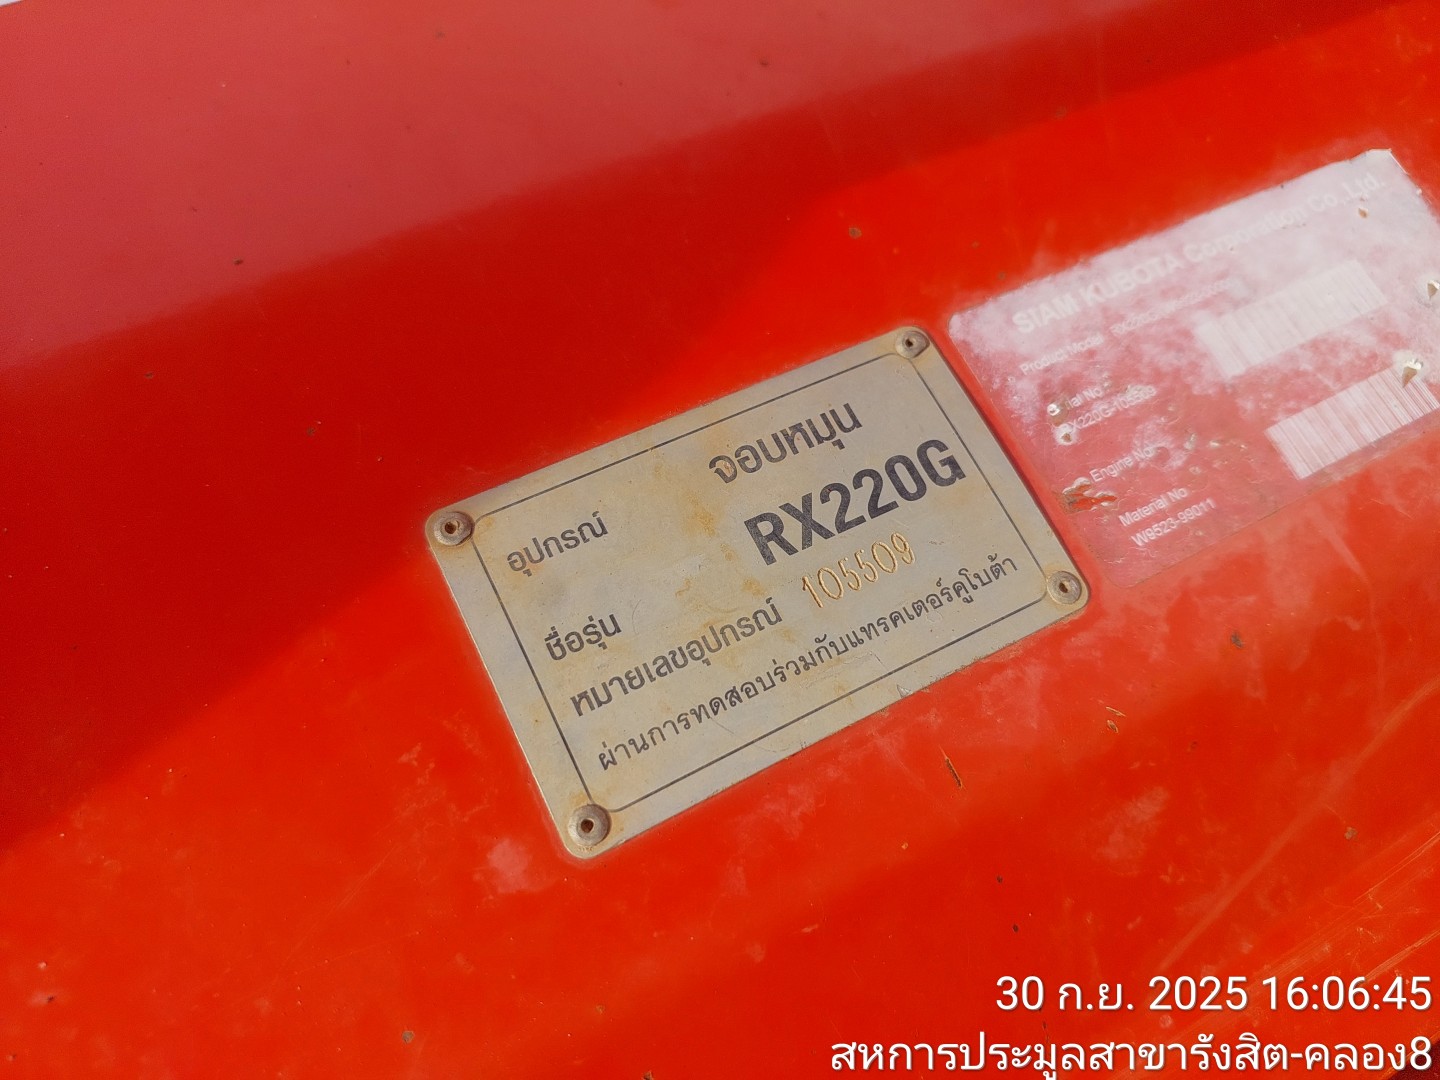 อุปกรณ์ จอบหมุน
ชื่อรุ่น RX220G
หมายเลขอุปกรณ์ 105509
ผ่านการทดสอบร่วมกับแทรคเตอร์คูโบต้า
SIAM KUBOTA Corporation Co.,Ltd.
Product Model
Serial No
RX220G-105509
Engine No
Material No
W9523-99011
30 ก.ย. 2025 16:06:45
สหการประมูลสาขารังสิต-คลอง8